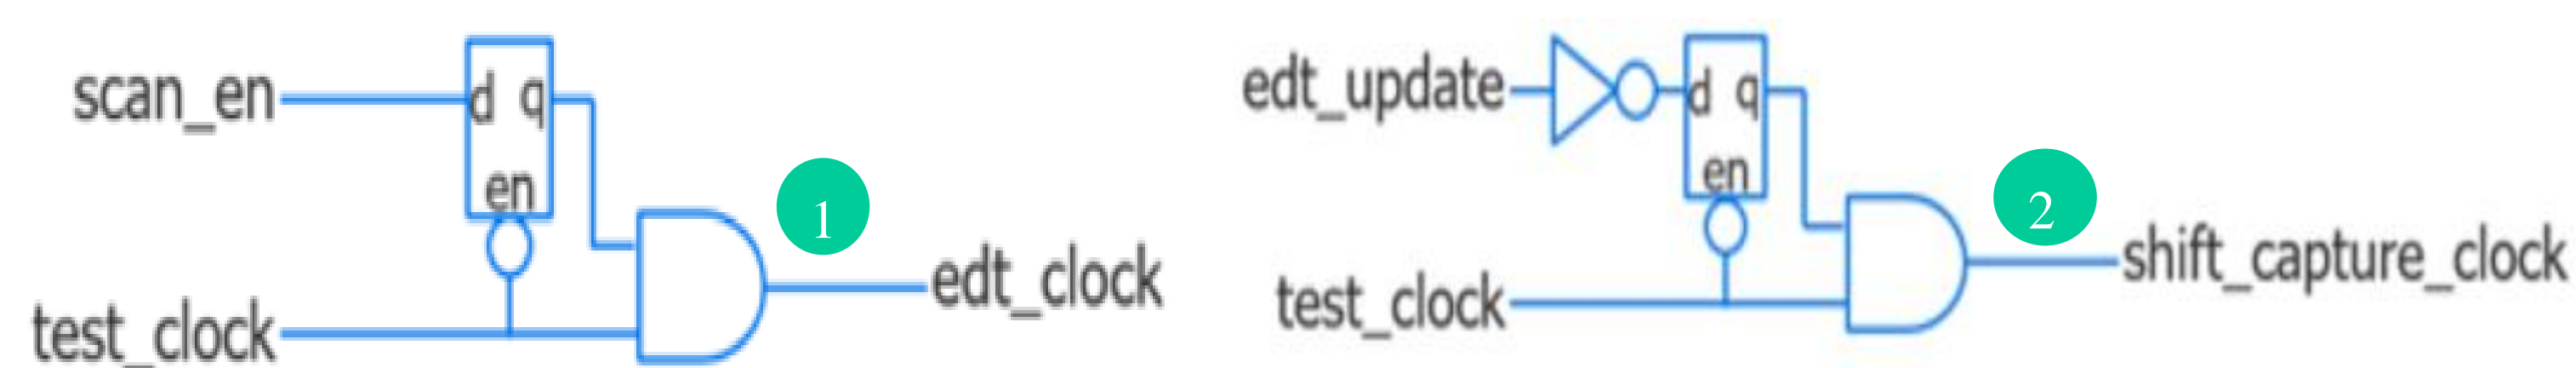 scan_en
d q
en
test_clock
1
edt_clock
edt_update
d q
en
test_clock
2
shift_capture_clock